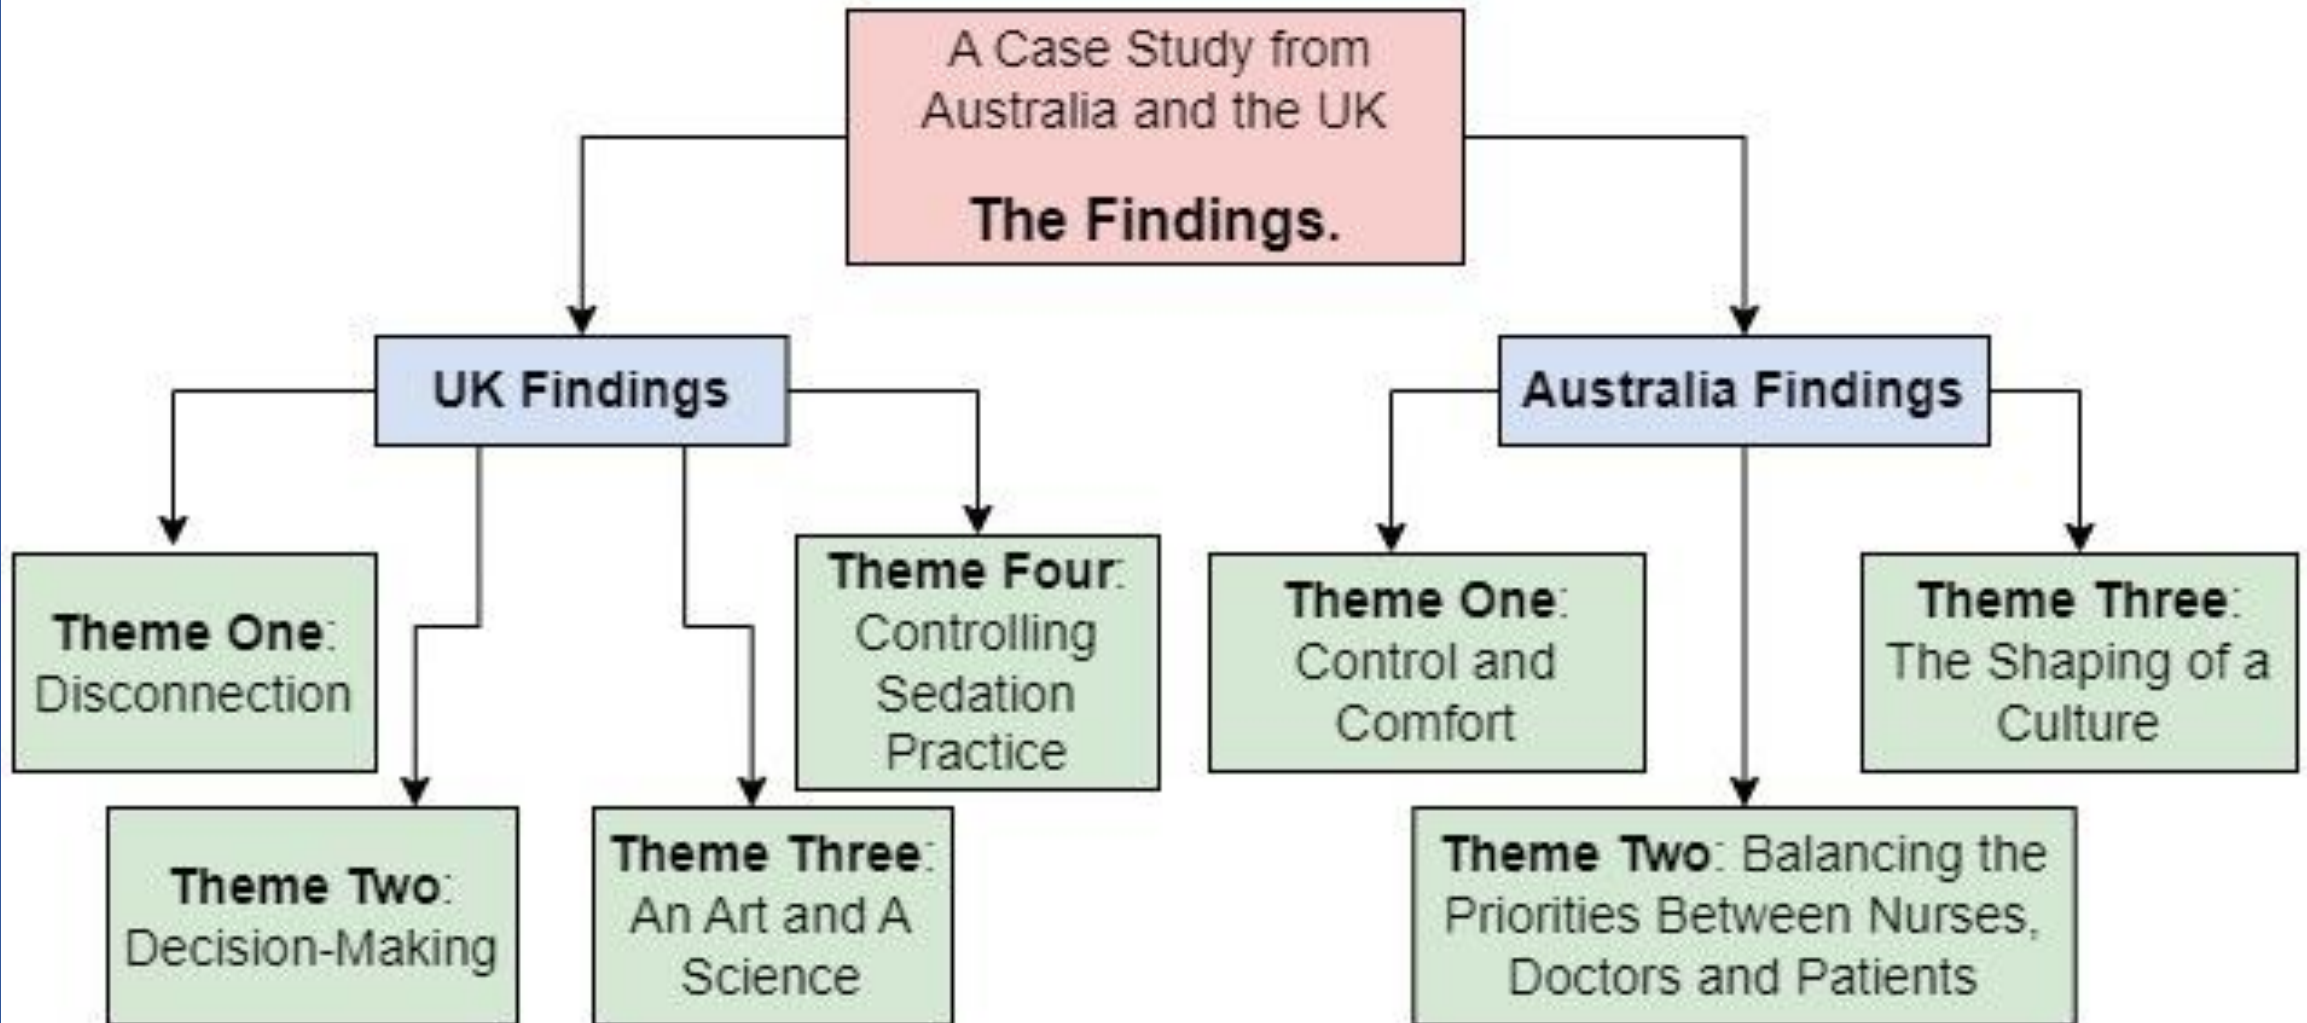 A Case Study from
Australia and the UK
The Findings.
UK Findings
Australia Findings
Theme One:
Disconnection
Theme Two:
Decision-Making
Theme Three:
An Art and A
Science
Theme Four:
Controlling
Sedation
Practice
Theme One:
Control and
Comfort
Theme Two: Balancing the
Priorities Between Nurses,
Doctors and Patients
Theme Three:
The Shaping of a
Culture